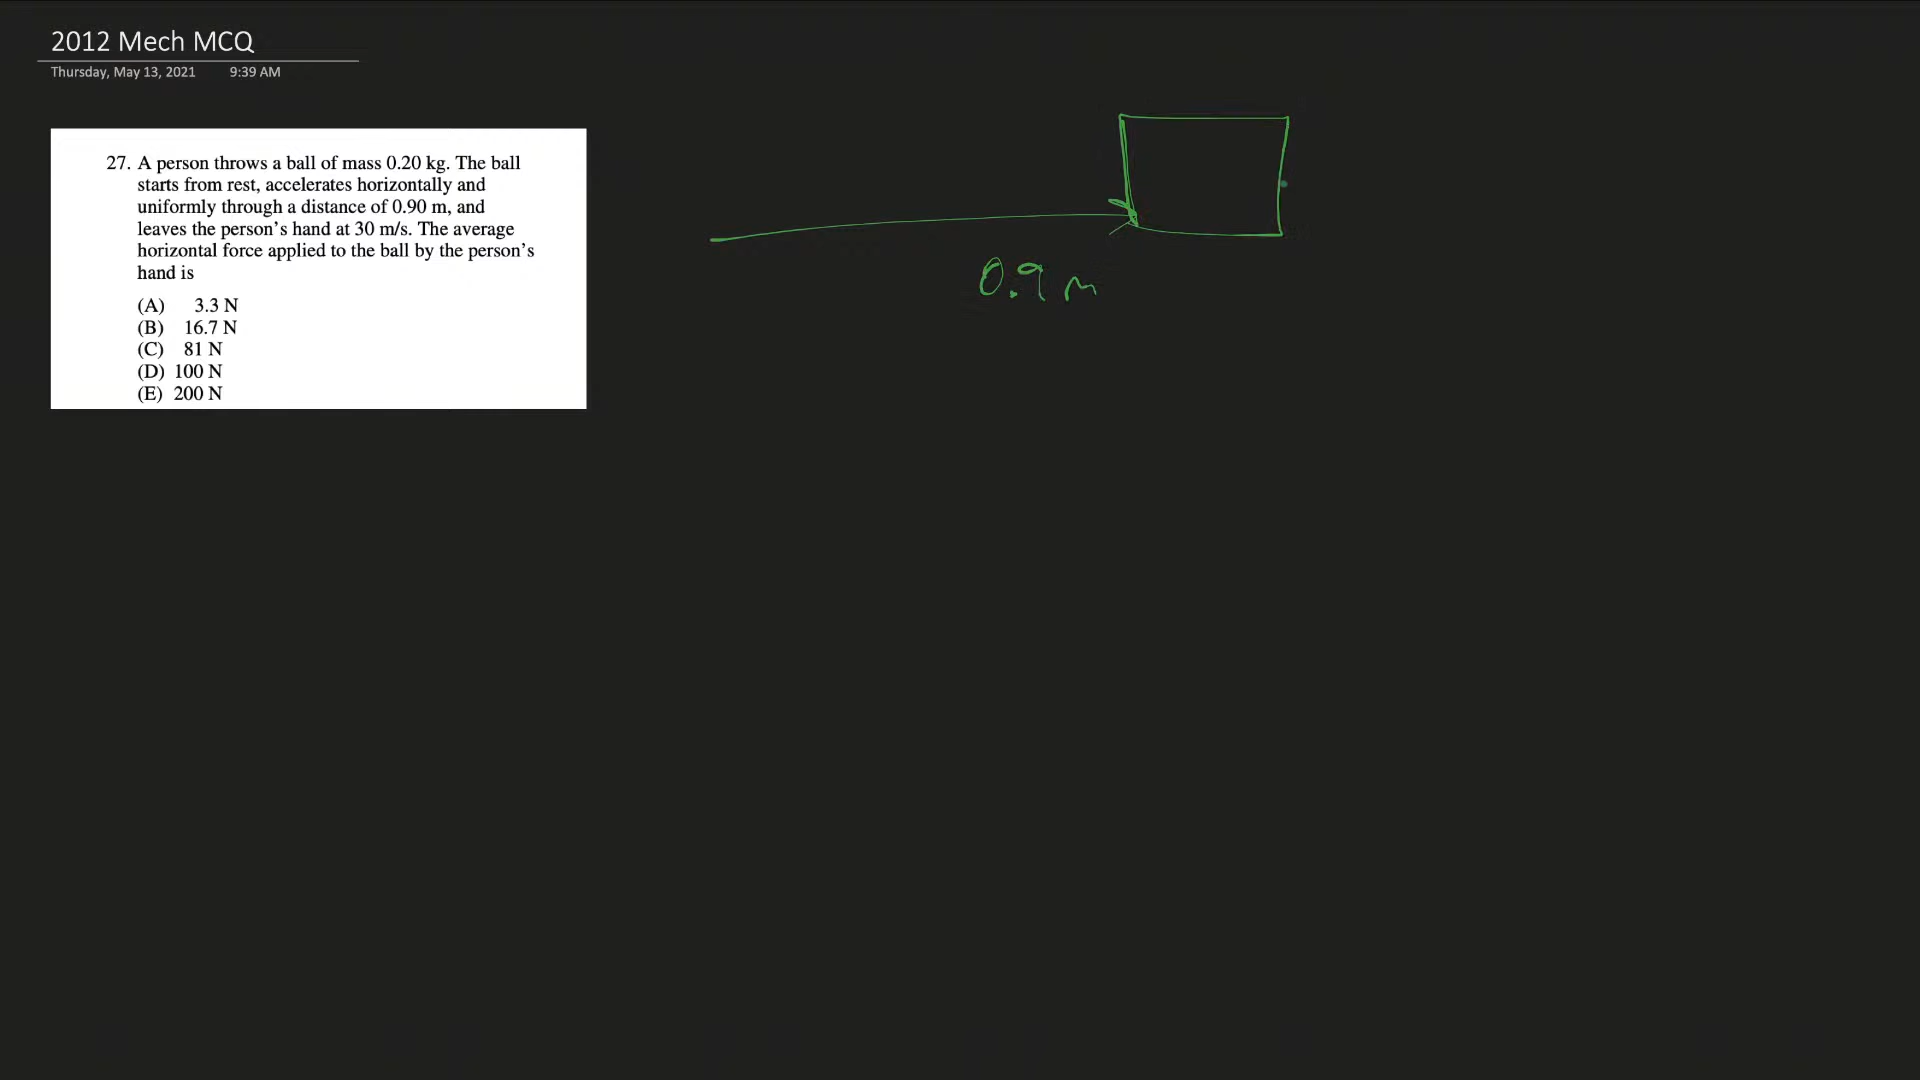 2012 Mech MCQ
Thursday, May 13, 2021 9:39 AM
27. A person throws a ball of mass 0.20 kg. The ball
starts from rest, accelerates horizontally and
uniformly through a distance of 0.90 m, and
leaves the person's hand at 30 m/s. The average
horizontal force applied to the ball by the person's
hand is
(A) 3.3 N
(B) 16.7 N
(C) 81 N
(D) 100 N
(E) 200 N
0.9 m